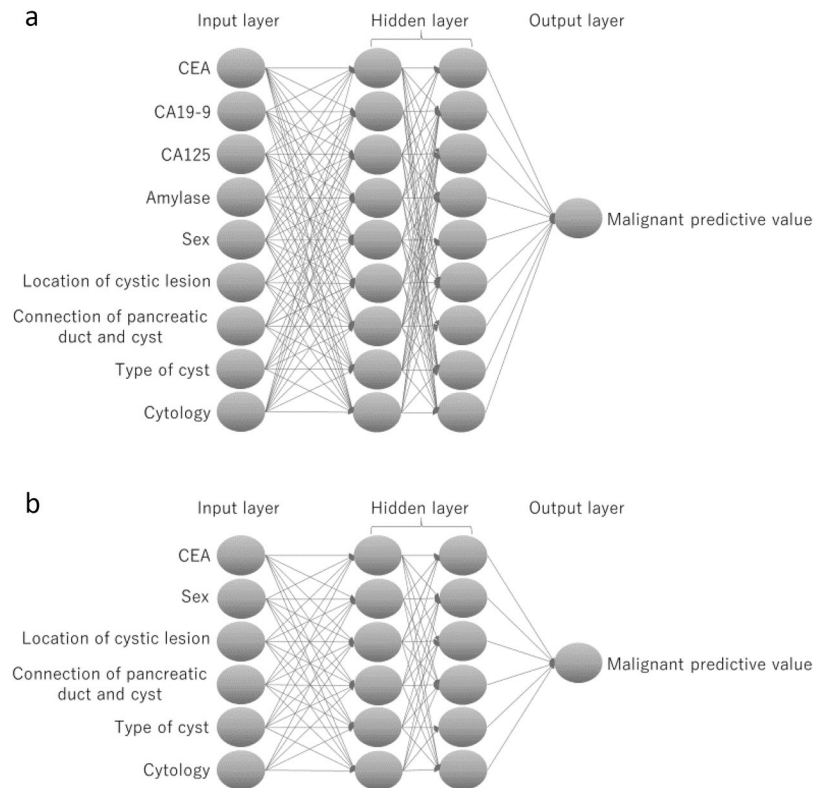 a
Input layer Hidden layer Output layer
CEA
CA19-9
CA125
Amylase
Malignant predictive value
Sex
Location of cystic lesion
Connection of pancreatic
duct and cyst
Type of cyst
Cytology
b
Input layer Hidden layer Output layer
CEA
Sex
Location of cystic lesion
Malignant predictive value
Connection of pancreatic
duct and cyst
Type of cyst
Cytology